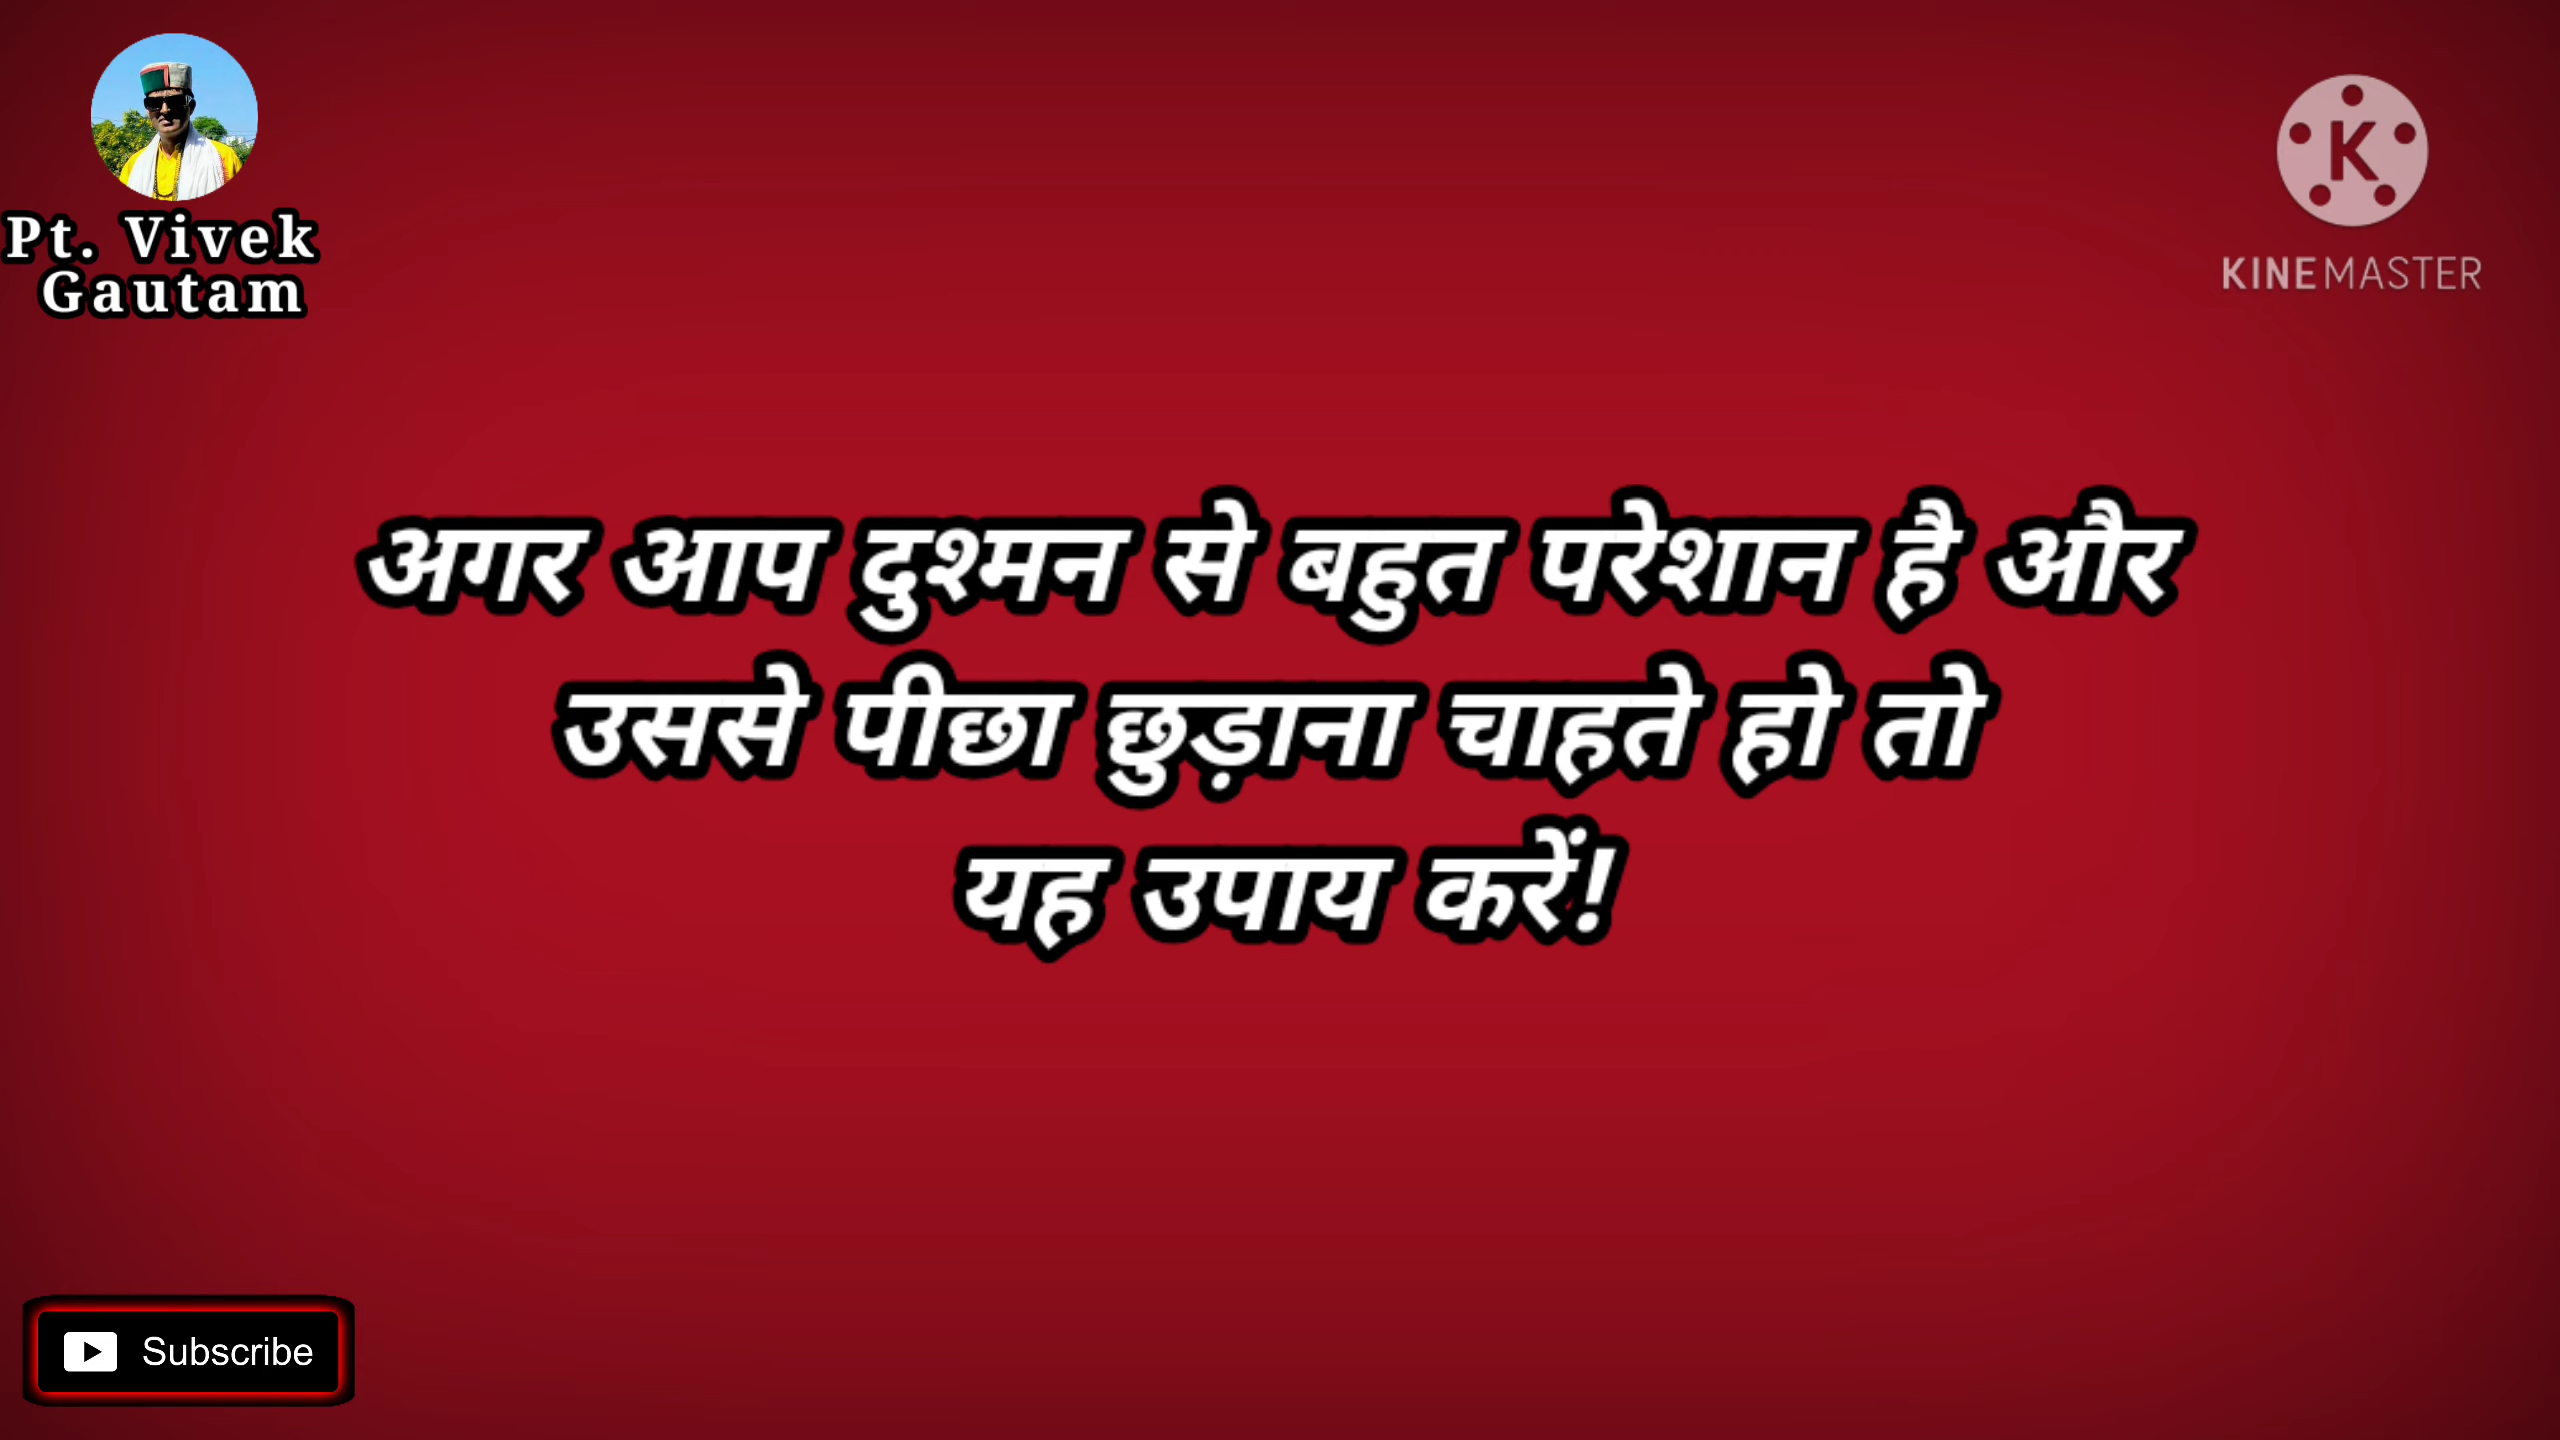 Pt. Vivek
Gautam
K
KINEMASTER
अगर आप दुश्मन से बहुत परेशान है और
उससे पीछा छुड़ाना चाहते हो तो
यह उपाय करें!
Subscribe